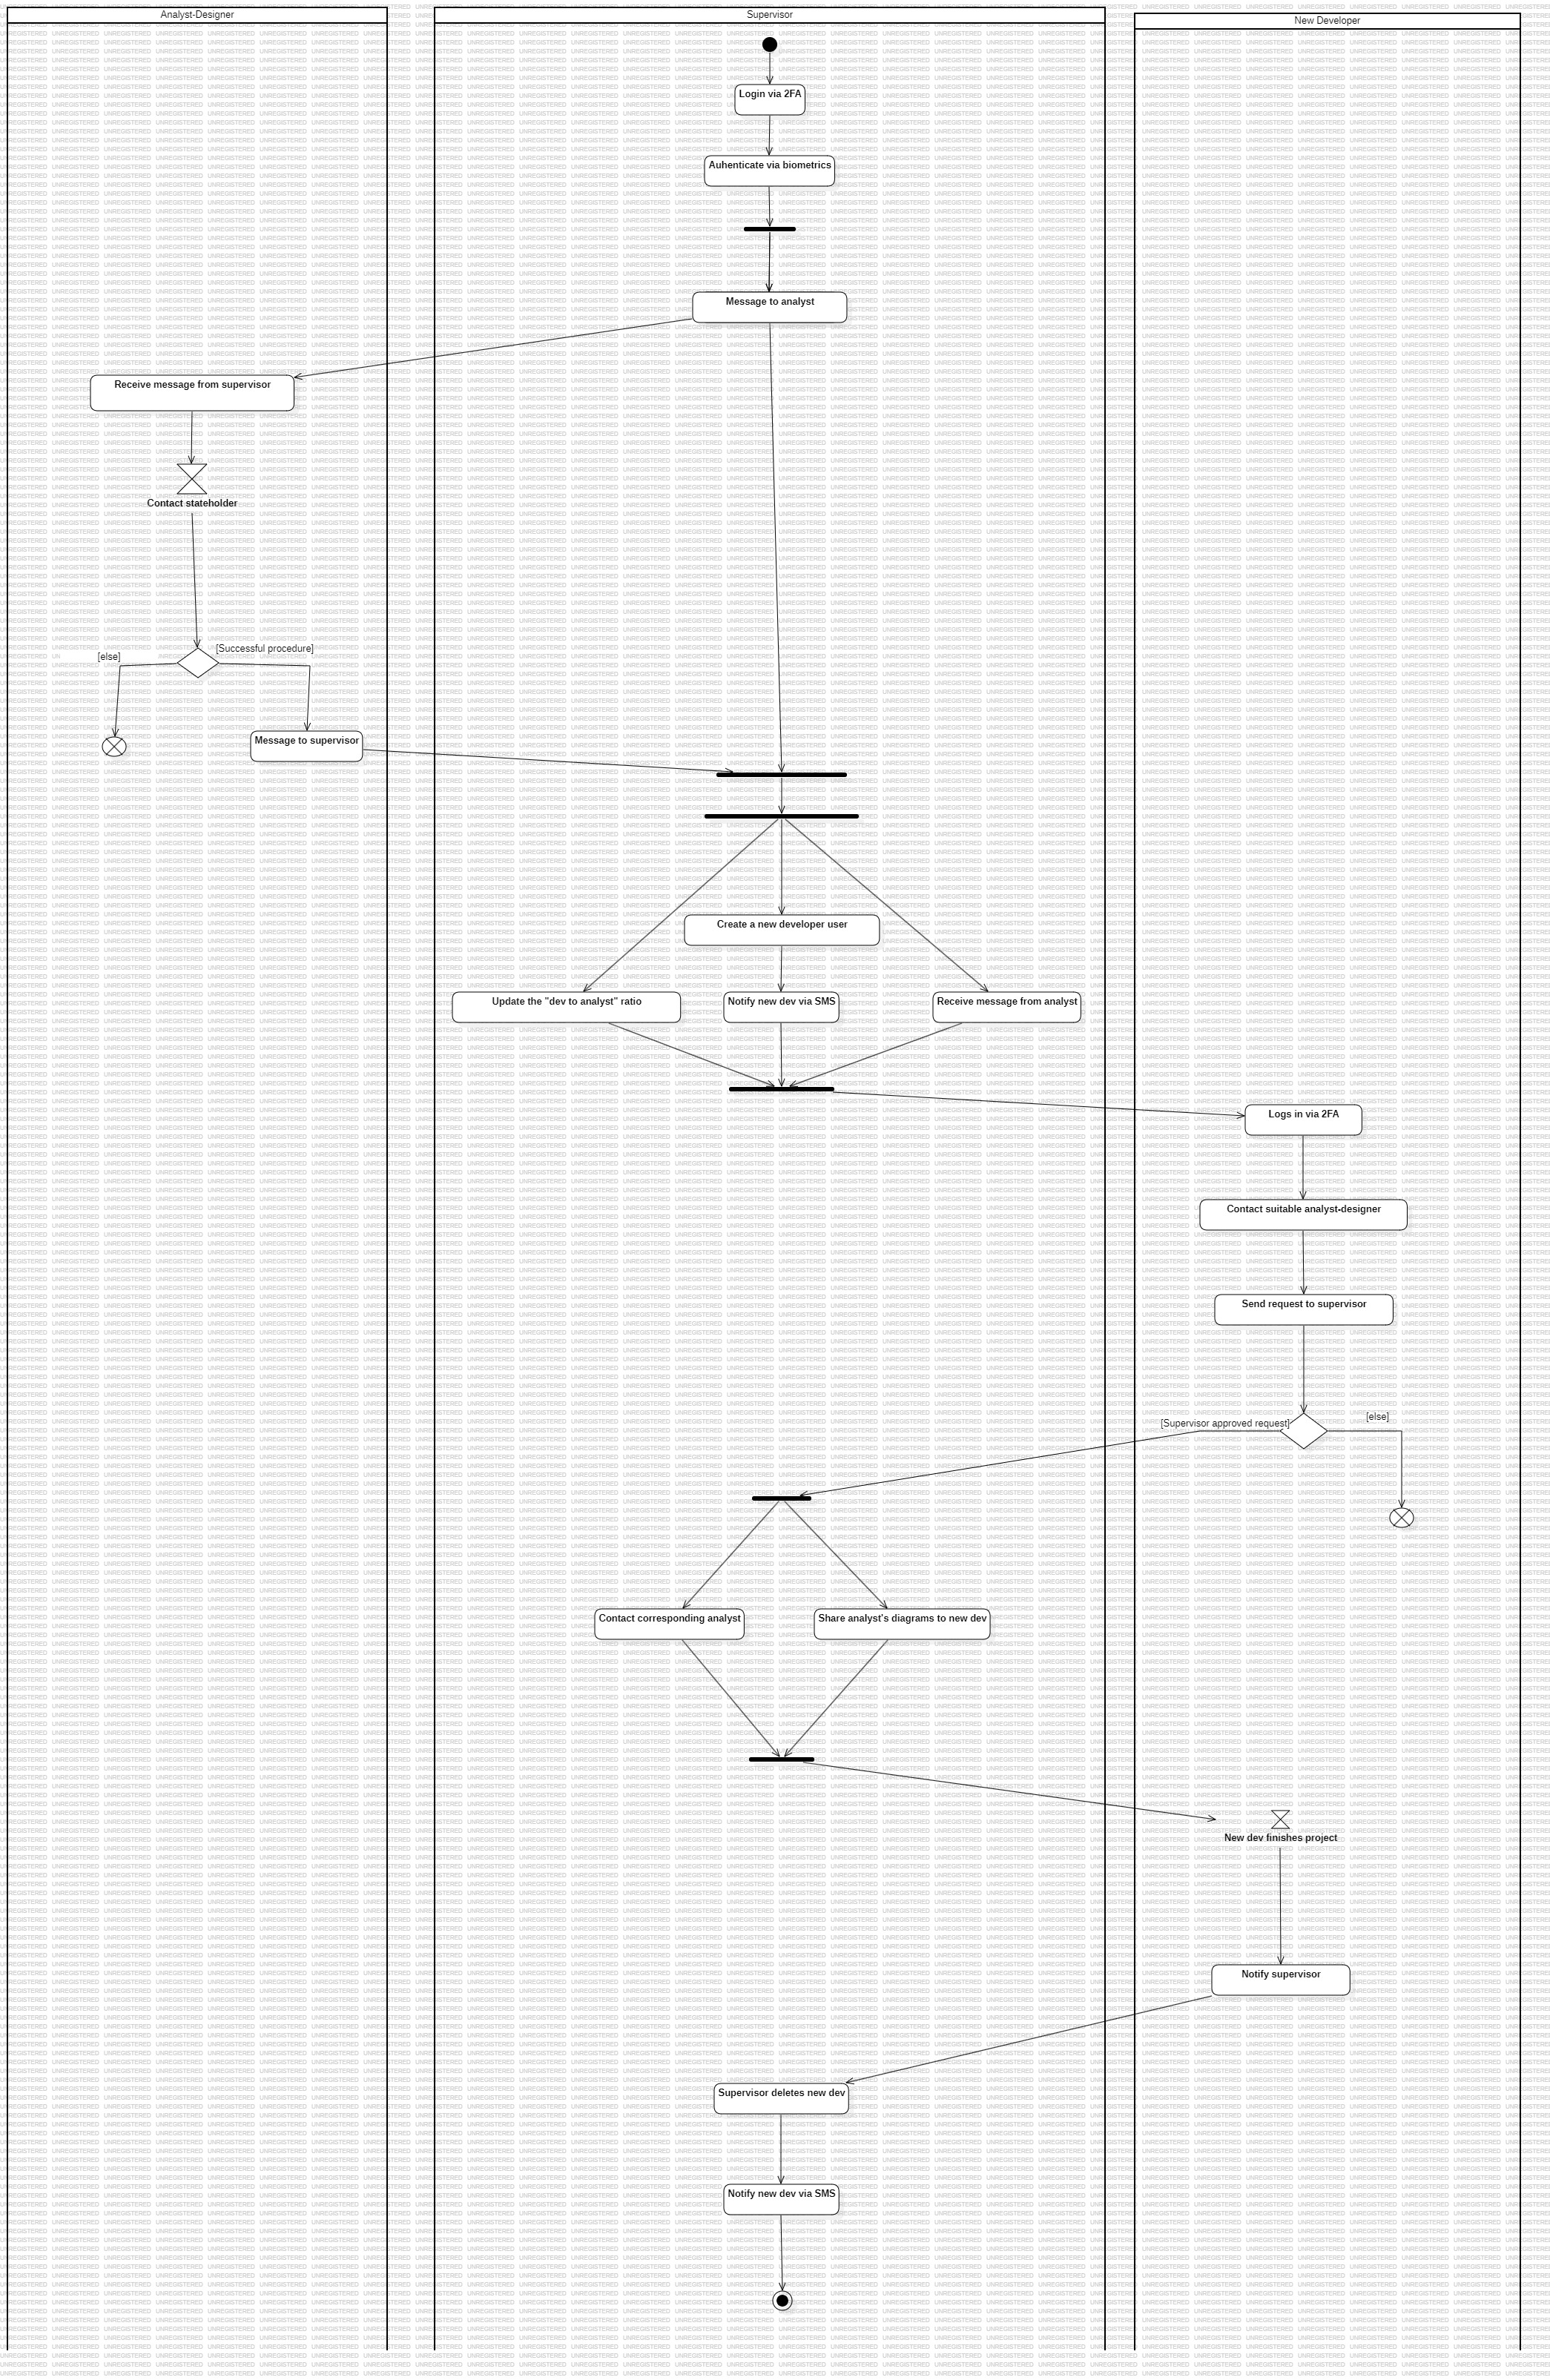 Analyst-Designer
Supervisor
New Developer
Login via 2FA
Auhenticate via biometrics
Message to analyst
Receive message from supervisor
Contact stateholder
[else]
[Successful procedure]
Message to supervisor
Create a new developer user
Update the "dev to analyst" ratio
Notify new dev via SMS
Receive message from analyst
Logs in via 2FA
Contact suitable analyst-designer
Send request to supervisor
[Supervisor approved request]
[else]
Contact corresponding analyst
Share analyst's diagrams to new dev
New dev finishes project
Notify supervisor
Supervisor deletes new dev
Notify new dev via SMS
UNREGISTERED